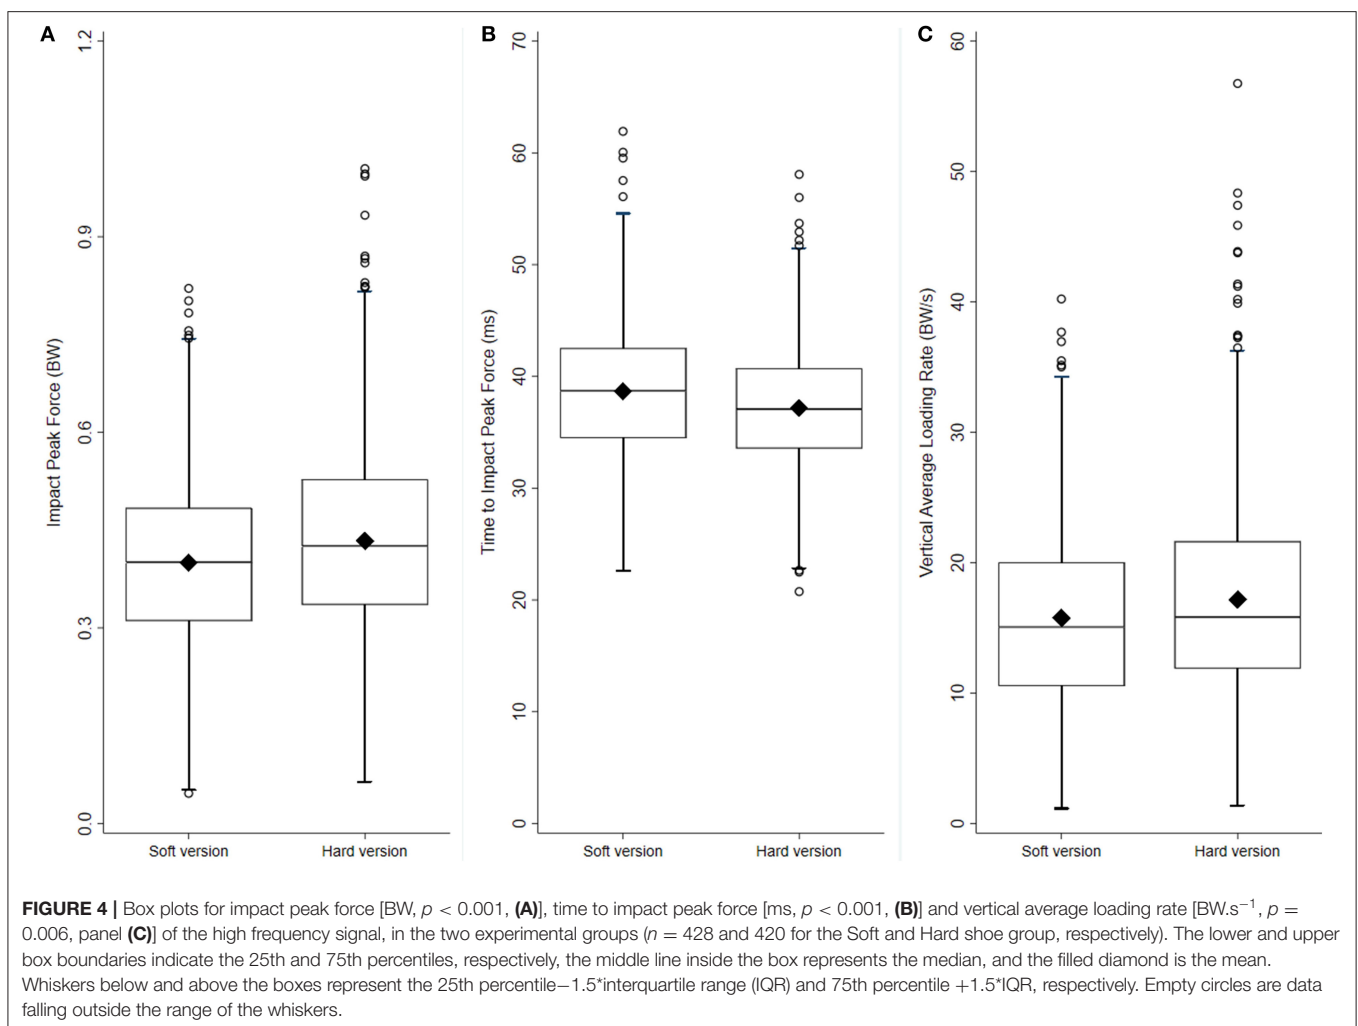 A
Impact Peak Force (BW)
1.2
0.9
0.6
0.3
0.0
Soft version
Hard version
B
Time to Impact Peak Force (ms)
70
60
50
40
30
20
10
0
Soft version
Hard version
C
Vertical Average Loading Rate (BW/s)
60
50
40
30
20
10
0
Soft version
Hard version
FIGURE 4 | Box plots for impact peak force [BW, p < 0.001, (A)], time to impact peak force [ms, p < 0.001, (B)] and vertical average loading rate [BW.s⁻¹, p =
0.006, panel (C)] of the high frequency signal, in the two experimental groups (n = 428 and 420 for the Soft and Hard shoe group, respectively). The lower and upper
box boundaries indicate the 25th and 75th percentiles, respectively, the middle line inside the box represents the median, and the filled diamond is the mean.
Whiskers below and above the boxes represent the 25th percentile−1.5*interquartile range (IQR) and 75th percentile +1.5*IQR, respectively. Empty circles are data
falling outside the range of the whiskers.